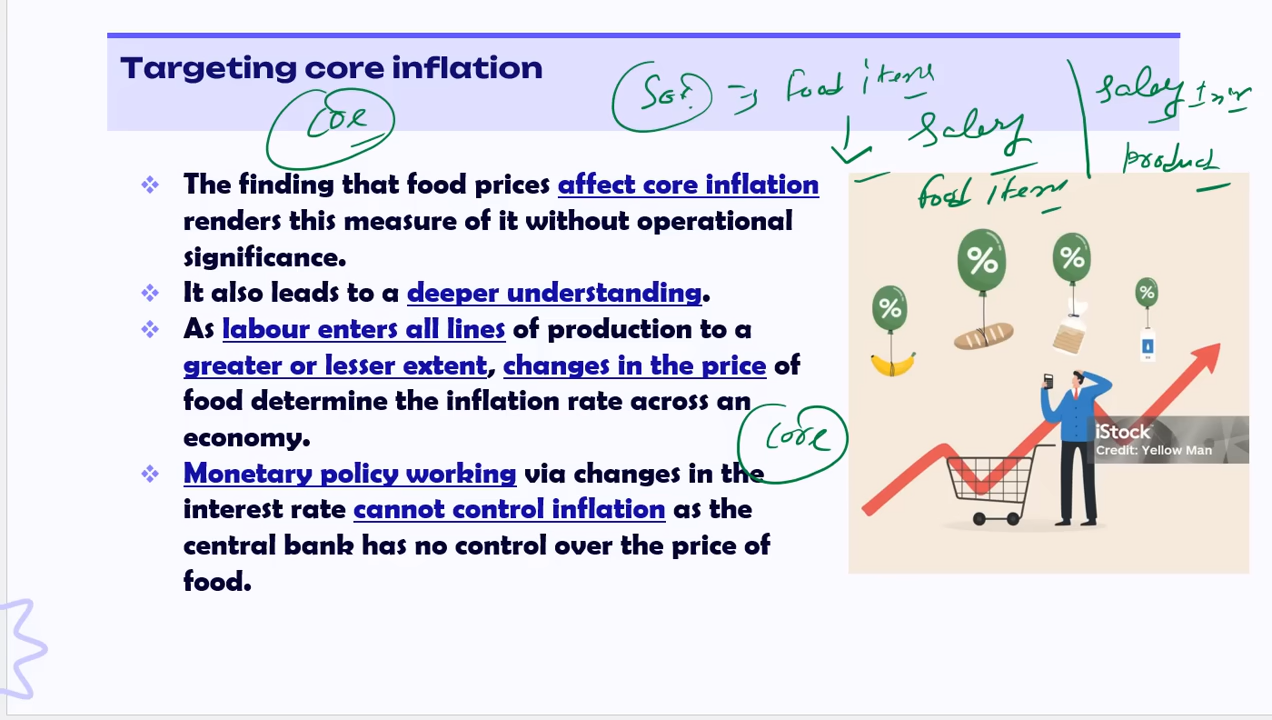 Targeting core inflation
Core
⇒ food items
Salary
food items
Salary
product
❖ The finding that food prices affect core inflation
renders this measure of it without operational
significance.
❖ It also leads to a deeper understanding.
❖ As labour enters all lines of production to a
greater or lesser extent, changes in the price of
food determine the inflation rate across an
economy.
Core
❖ Monetary policy working via changes in the
interest rate cannot control inflation as the
central bank has no control over the price of
food.
%
%
%
%
iStock
Credit: Yellow Man